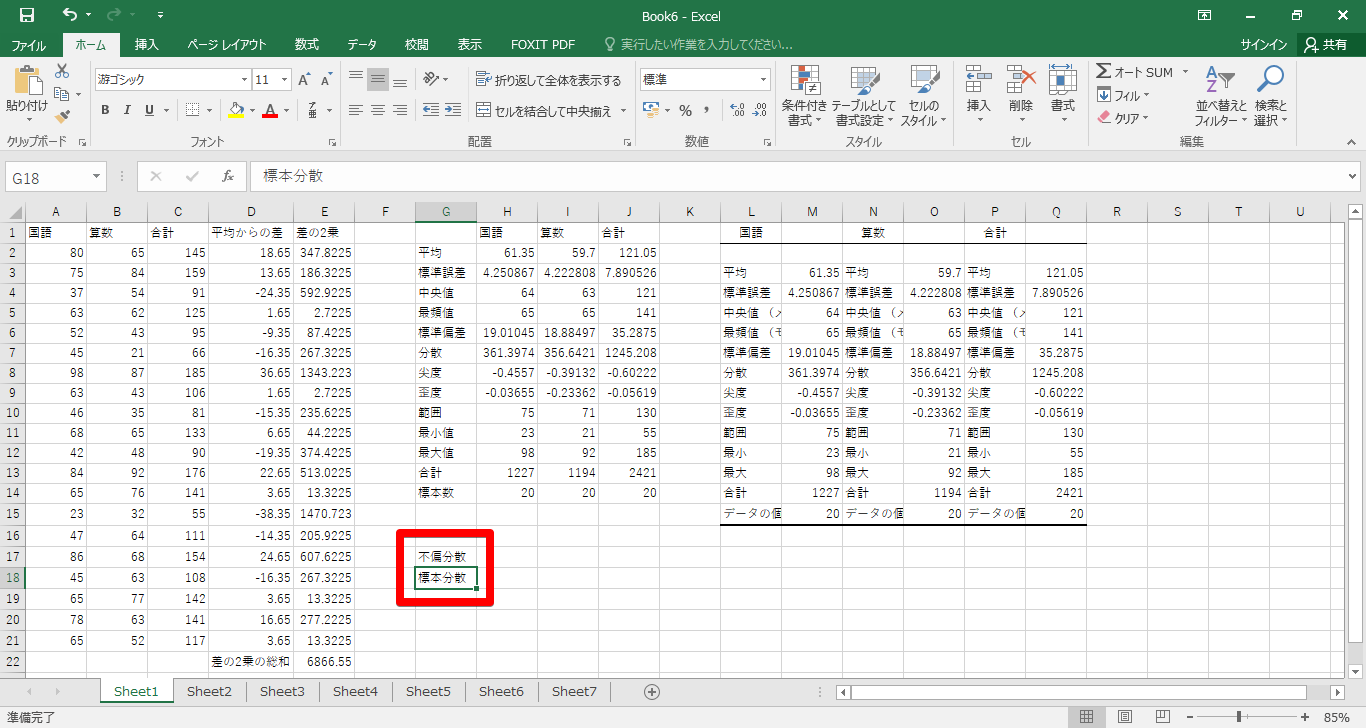 Book6 - Excel
ファイル ホーム 挿入 ページ レイアウト 数式 データ 校閲 表示 FOXIT PDF 実行したい作業を入力してください... サインイン 共有
貼り付け
クリップボード
游ゴシック 11
B I U
フォント
折り返して全体を表示する
セルを結合して中央揃え
配置
標準
数値
条件付き書式 テーブルとして書式設定 セルのスタイル
スタイル
挿入 削除 書式
セル
オート SUM
フィル
クリア
並べ替えとフィルター 検索と選択
編集
G18 fx 標本分散
A B C D E F G H I J K L M N O P Q R S T U
1 国語 算数 合計 平均からの差 差の2乗 国語 算数 合計 国語 算数 合計
2 80 65 145 18.65 347.8225 平均 61.35 59.7 121.05
3 75 84 159 13.65 186.3225 標準誤差 4.250867 4.222808 7.890526 平均 61.35 平均 59.7 平均 121.05
4 37 54 91 -24.35 592.9225 中央値 64 63 121 標準誤差 4.250867 標準誤差 4.222808 標準誤差 7.890526
5 63 62 125 1.65 2.7225 最頻値 65 65 141 中央値 （メ 64 中央値 （メ 63 中央値 （メ 121
6 52 43 95 -9.35 87.4225 標準偏差 19.01045 18.88497 35.2875 最頻値 （モ 65 最頻値 （モ 65 最頻値 （モ 141
7 45 21 66 -16.35 267.3225 分散 361.3974 356.6421 1245.208 標準偏差 19.01045 標準偏差 18.88497 標準偏差 35.2875
8 98 87 185 36.65 1343.223 尖度 -0.4557 -0.39132 -0.60222 分散 361.3974 分散 356.6421 分散 1245.208
9 63 43 106 1.65 2.7225 歪度 -0.03655 -0.23362 -0.05619 尖度 -0.4557 尖度 -0.39132 尖度 -0.60222
10 46 35 81 -15.35 235.6225 範囲 75 71 130 歪度 -0.03655 歪度 -0.23362 歪度 -0.05619
11 68 65 133 6.65 44.2225 最小値 23 21 55 範囲 75 範囲 71 範囲 130
12 42 48 90 -19.35 374.4225 最大値 98 92 185 最小 23 最小 21 最小 55
13 84 92 176 22.65 513.0225 合計 1227 1194 2421 最大 98 最大 92 最大 185
14 65 76 141 3.65 13.3225 標本数 20 20 20 合計 1227 合計 1194 合計 2421
15 23 32 55 -38.35 1470.723 データの個 20 データの個 20 データの個 20
16 47 64 111 -14.35 205.9225
17 86 68 154 24.65 607.6225 不偏分散
18 45 63 108 -16.35 267.3225 標本分散
19 65 77 142 3.65 13.3225
20 78 63 141 16.65 277.2225
21 65 52 117 3.65 13.3225
22 差の2乗の総和 6866.55
Sheet1 Sheet2 Sheet3 Sheet4 Sheet5 Sheet6 Sheet7
準備完了 85%